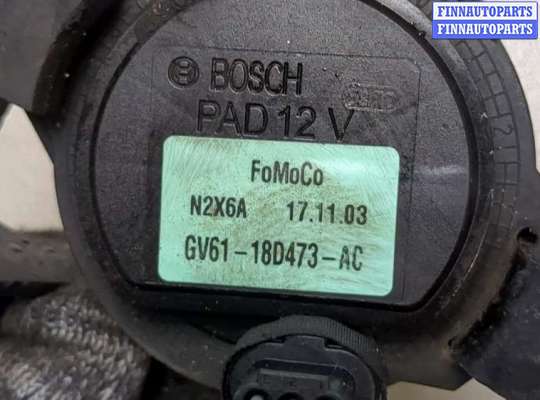 FINNAUTOPARTS
FINNAUTOPARTS
BOSCH
PAD 12 V
FoMoCo
N2X6A 17.11.03
GV61-18D473-AC